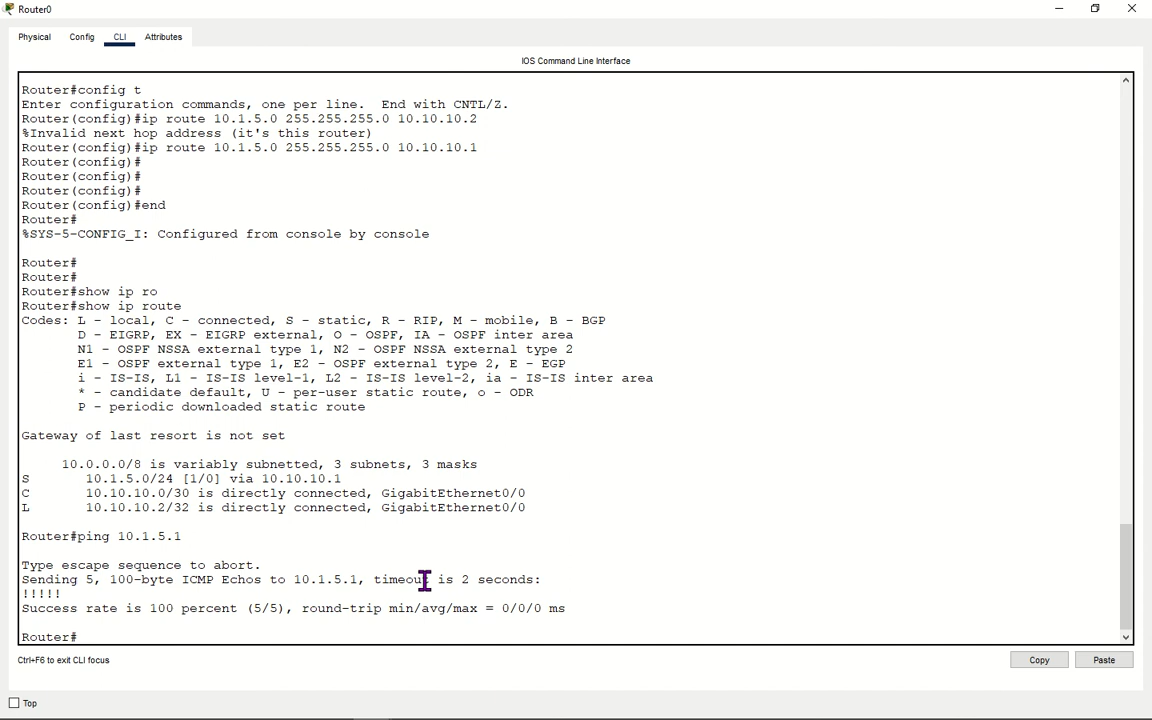 Router0
Physical Config CLI Attributes
IOS Command Line Interface
Router#config t
Enter configuration commands, one per line.  End with CNTL/Z.
Router(config)#ip route 10.1.5.0 255.255.255.0 10.10.10.2
%Invalid next hop address (it's this router)
Router(config)#ip route 10.1.5.0 255.255.255.0 10.10.10.1
Router(config)#
Router(config)#
Router(config)#
Router(config)#end
Router#
%SYS-5-CONFIG_I: Configured from console by console
Router#
Router#
Router#show ip ro
Router#show ip route
Codes: L - local, C - connected, S - static, R - RIP, M - mobile, B - BGP
D - EIGRP, EX - EIGRP external, O - OSPF, IA - OSPF inter area
N1 - OSPF NSSA external type 1, N2 - OSPF NSSA external type 2
E1 - OSPF external type 1, E2 - OSPF external type 2, E - EGP
i - IS-IS, L1 - IS-IS level-1, L2 - IS-IS level-2, ia - IS-IS inter area
* - candidate default, U - per-user static route, o - ODR
P - periodic downloaded static route
Gateway of last resort is not set
10.0.0.0/8 is variably subnetted, 3 subnets, 3 masks
S 10.1.5.0/24 [1/0] via 10.10.10.1
C 10.10.10.0/30 is directly connected, GigabitEthernet0/0
L 10.10.10.2/32 is directly connected, GigabitEthernet0/0
Router#ping 10.1.5.1
Type escape sequence to abort.
Sending 5, 100-byte ICMP Echos to 10.1.5.1, timeout is 2 seconds:
!!!!!
Success rate is 100 percent (5/5), round-trip min/avg/max = 0/0/0 ms
Router#
Ctrl+F6 to exit CLI focus
Copy Paste
Top